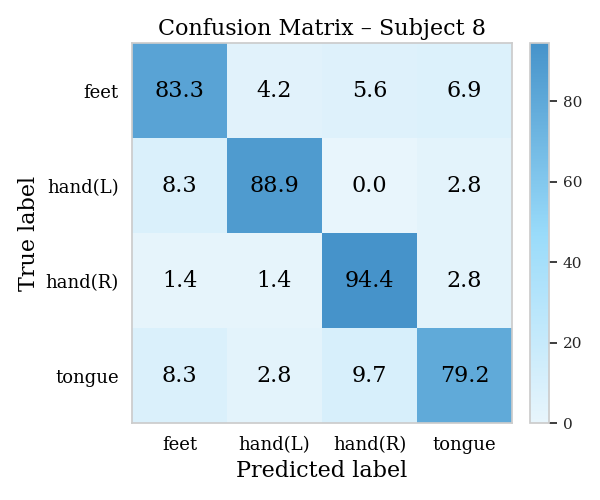 Confusion Matrix – Subject 8
True label
feet 83.3 4.2 5.6 6.9
hand(L) 8.3 88.9 0.0 2.8
hand(R) 1.4 1.4 94.4 2.8
tongue 8.3 2.8 9.7 79.2
feet hand(L) hand(R) tongue
Predicted label
80
60
40
20
0